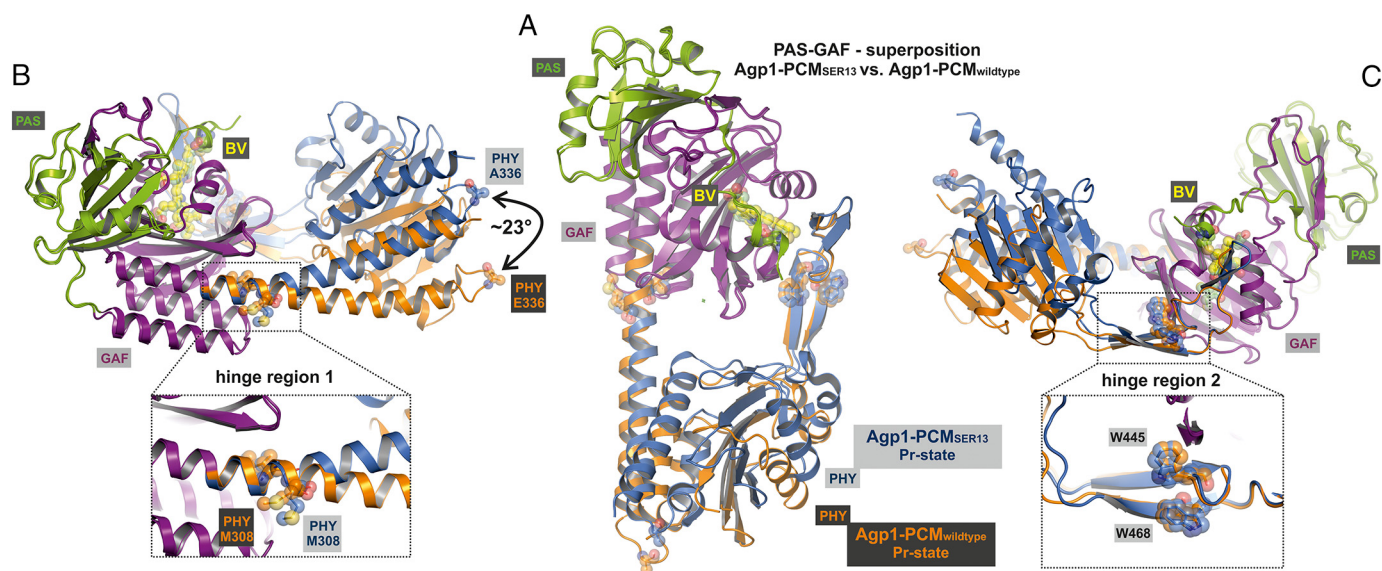 A
PAS-GAF - superposition
Agp1-PCMSER13 vs. Agp1-PCMwildtype
B
PAS
BV
PHY
A336
~23°
PHY
E336
GAF
hinge region 1
PHY
M308
PHY
M308
PAS
BV
GAF
Agp1-PCMSER13
Pr-state
PHY
PHY
Agp1-PCMwildtype
Pr-state
C
BV
PAS
GAF
hinge region 2
W445
W468